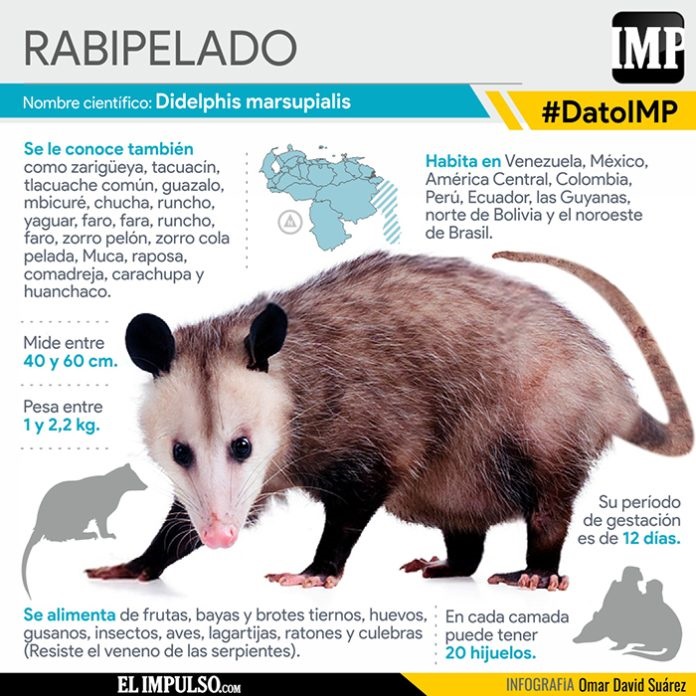 RABIPELADO
IMP
Nombre científico: Didelphis marsupialis
#DatoIMP
Se le conoce también
como zarigüeya, tacuacín,
tlacuache común, guazalo,
mbicuré, chucha, runcho,
yaguar, faro, fara, runcho,
faro, zorro pelón, zorro cola
pelada, Muca, raposa,
comadreja, carachupa y
huanchaco.
Habita en Venezuela, México,
América Central, Colombia,
Perú, Ecuador, las Guyanas,
norte de Bolivia y el noroeste
de Brasil.
Mide entre
40 y 60 cm.
Pesa entre
1 y 2,2 kg.
Su período
de gestación
es de 12 días.
Se alimenta de frutas, bayas y brotes tiernos, huevos,
gusanos, insectos, aves, lagartijas, ratones y culebras
(Resiste el veneno de las serpientes).
En cada camada
puede tener
20 hijuelos.
EL IMPULSO.COM
INFOGRAFÍA Omar David Suárez